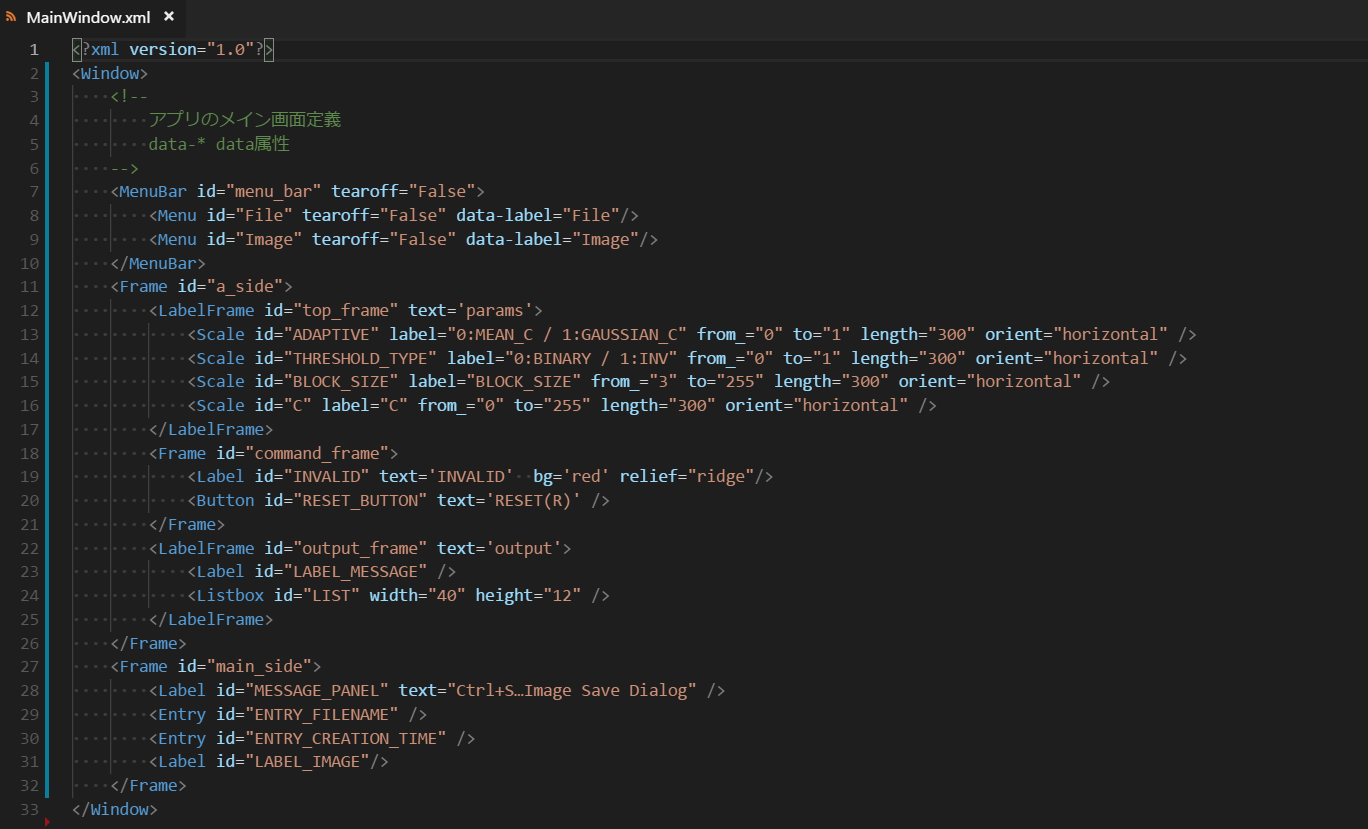 MainWindow.xml ×
1 <?xml version="1.0"?>
2 <Window>
3     <!--
4         アプリのメイン画面定義
5         data-* data属性
6     -->
7     <MenuBar id="menu_bar" tearoff="False">
8         <Menu id="File" tearoff="False" data-label="File"/>
9         <Menu id="Image" tearoff="False" data-label="Image"/>
10     </MenuBar>
11     <Frame id="a_side">
12         <LabelFrame id="top_frame" text='params'>
13             <Scale id="ADAPTIVE" label="0:MEAN_C / 1:GAUSSIAN_C" from_="0" to="1" length="300" orient="horizontal" />
14             <Scale id="THRESHOLD_TYPE" label="0:BINARY / 1:INV" from_="0" to="1" length="300" orient="horizontal" />
15             <Scale id="BLOCK_SIZE" label="BLOCK_SIZE" from_="3" to="255" length="300" orient="horizontal" />
16             <Scale id="C" label="C" from_="0" to="255" length="300" orient="horizontal" />
17         </LabelFrame>
18         <Frame id="command_frame">
19             <Label id="INVALID" text='INVALID'  bg='red' relief="ridge"/>
20             <Button id="RESET_BUTTON" text='RESET(R)' />
21         </Frame>
22         <LabelFrame id="output_frame" text='output'>
23             <Label id="LABEL_MESSAGE" />
24             <Listbox id="LIST" width="40" height="12" />
25         </LabelFrame>
26     </Frame>
27     <Frame id="main_side">
28         <Label id="MESSAGE_PANEL" text="Ctrl+S…Image Save Dialog" />
29         <Entry id="ENTRY_FILENAME" />
30         <Entry id="ENTRY_CREATION_TIME" />
31         <Label id="LABEL_IMAGE"/>
32     </Frame>
33 </Window>